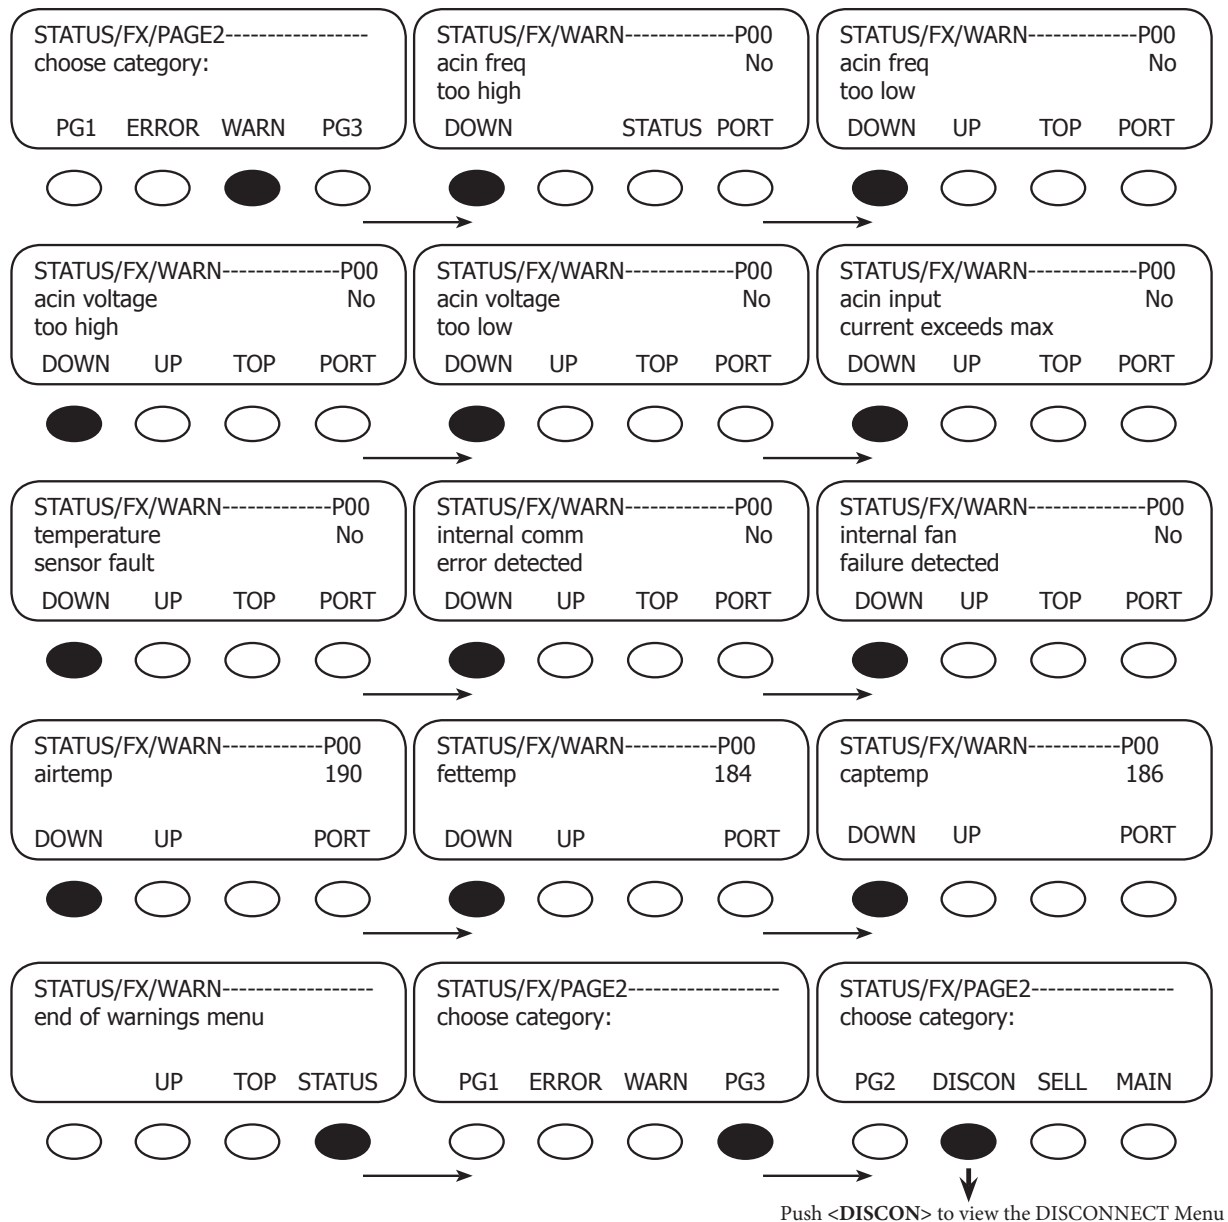 STATUS/FX/PAGE2-----------------
choose category:
PG1 ERROR WARN PG3
STATUS/FX/WARN-------------P00
acin freq No
too high
DOWN STATUS PORT
STATUS/FX/WARN-------------P00
acin freq No
too low
DOWN UP TOP PORT
STATUS/FX/WARN--------------P00
acin voltage No
too high
DOWN UP TOP PORT
STATUS/FX/WARN-------------P00
acin voltage No
too low
DOWN UP TOP PORT
STATUS/FX/WARN-------------P00
acin input No
current exceeds max
DOWN UP TOP PORT
STATUS/FX/WARN-------------P00
temperature No
sensor fault
DOWN UP TOP PORT
STATUS/FX/WARN-------------P00
internal comm No
error detected
DOWN UP TOP PORT
STATUS/FX/WARN--------------P00
internal fan No
failure detected
DOWN UP TOP PORT
STATUS/FX/WARN------------P00
airtemp 190
DOWN UP PORT
STATUS/FX/WARN-----------P00
fettemp 184
DOWN UP PORT
STATUS/FX/WARN-----------P00
captemp 186
DOWN UP PORT
STATUS/FX/WARN------------------
end of warnings menu
UP TOP STATUS
STATUS/FX/PAGE2------------------
choose category:
PG1 ERROR WARN PG3
STATUS/FX/PAGE2-----------------
choose category:
PG2 DISCON SELL MAIN
Push <DISCON> to view the DISCONNECT Menu